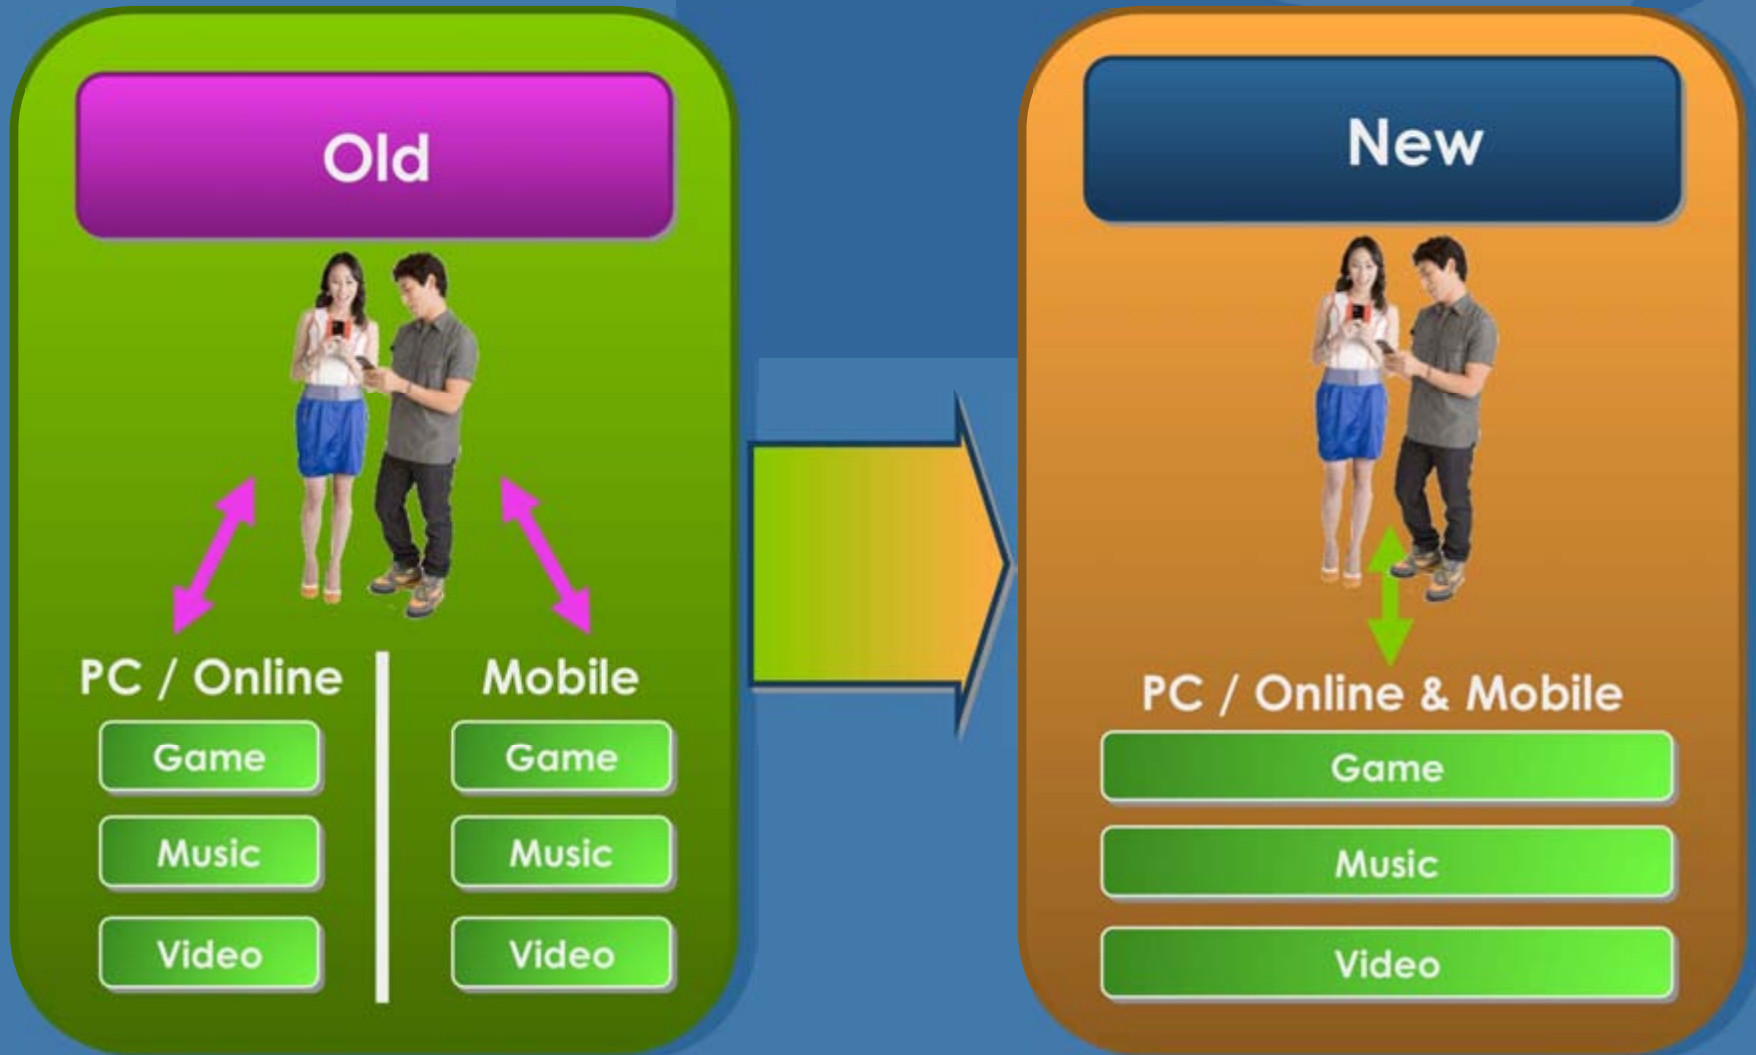 Old
PC / Online
Game
Music
Video
Mobile
Game
Music
Video
New
PC / Online & Mobile
Game
Music
Video